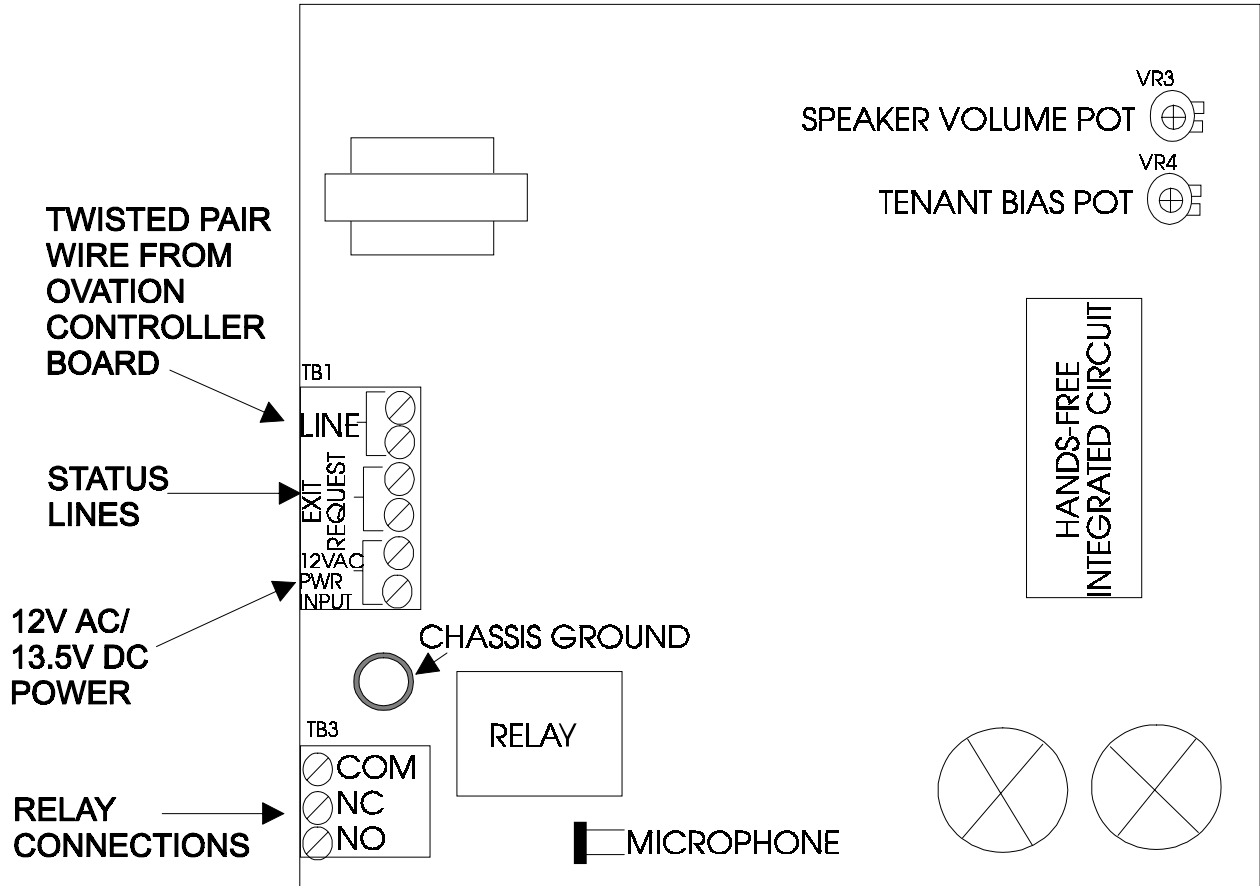 VR3
SPEAKER VOLUME POT
VR4
TENANT BIAS POT
TWISTED PAIR
WIRE FROM
OVATION
CONTROLLER
BOARD
TB1
LINE
STATUS
LINES
EXIT
REQUEST
12VAC
PWR
INPUT
12V AC/
13.5V DC
POWER
HANDS-FREE
INTEGRATED CIRCUIT
CHASSIS GROUND
RELAY
TB3
COM
NC
NO
RELAY
CONNECTIONS
MICROPHONE